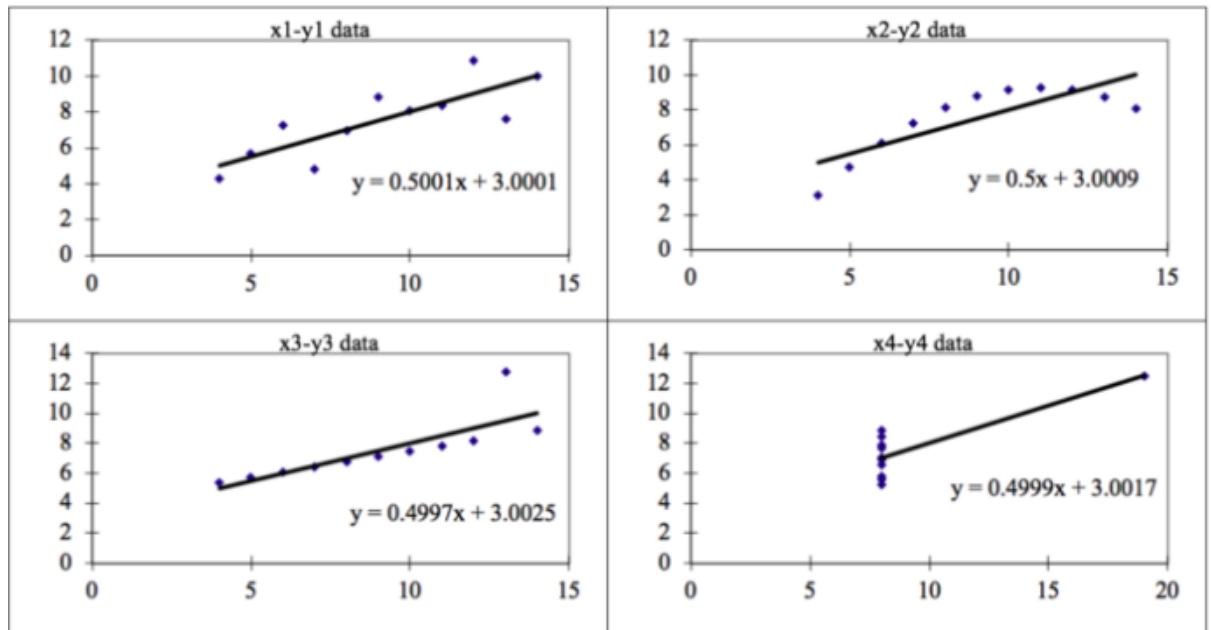 x1-y1 data
12
10
8
6
4
2
0
y = 0.5001x + 3.0001
0 5 10 15
x2-y2 data
12
10
8
6
4
2
0
y = 0.5x + 3.0009
0 5 10 15
x3-y3 data
14
12
10
8
6
4
2
0
y = 0.4997x + 3.0025
0 5 10 15
x4-y4 data
14
12
10
8
6
4
2
0
y = 0.4999x + 3.0017
0 5 10 15 20